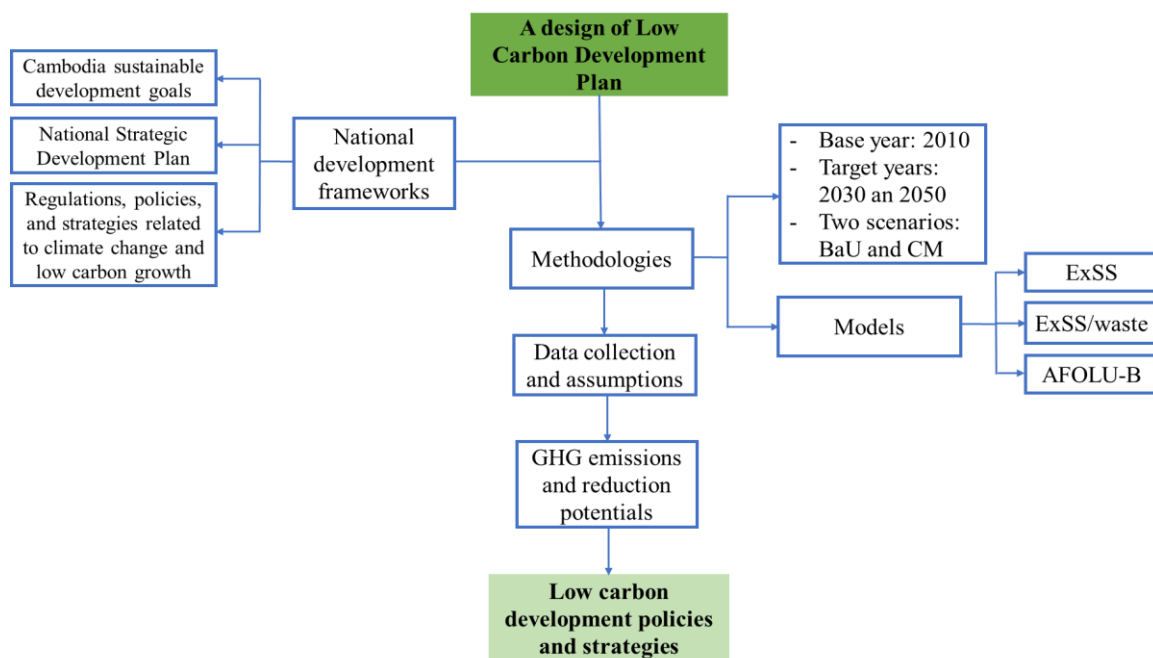 A design of Low
Carbon Development
Plan
Cambodia sustainable
development goals
National Strategic
Development Plan
Regulations, policies,
and strategies related
to climate change and
low carbon growth
National
development
frameworks
- Base year: 2010
- Target years:
2030 an 2050
- Two scenarios:
BaU and CM
Methodologies
Models
ExSS
ExSS/waste
AFOLU-B
Data collection
and assumptions
GHG emissions
and reduction
potentials
Low carbon
development policies
and strategies